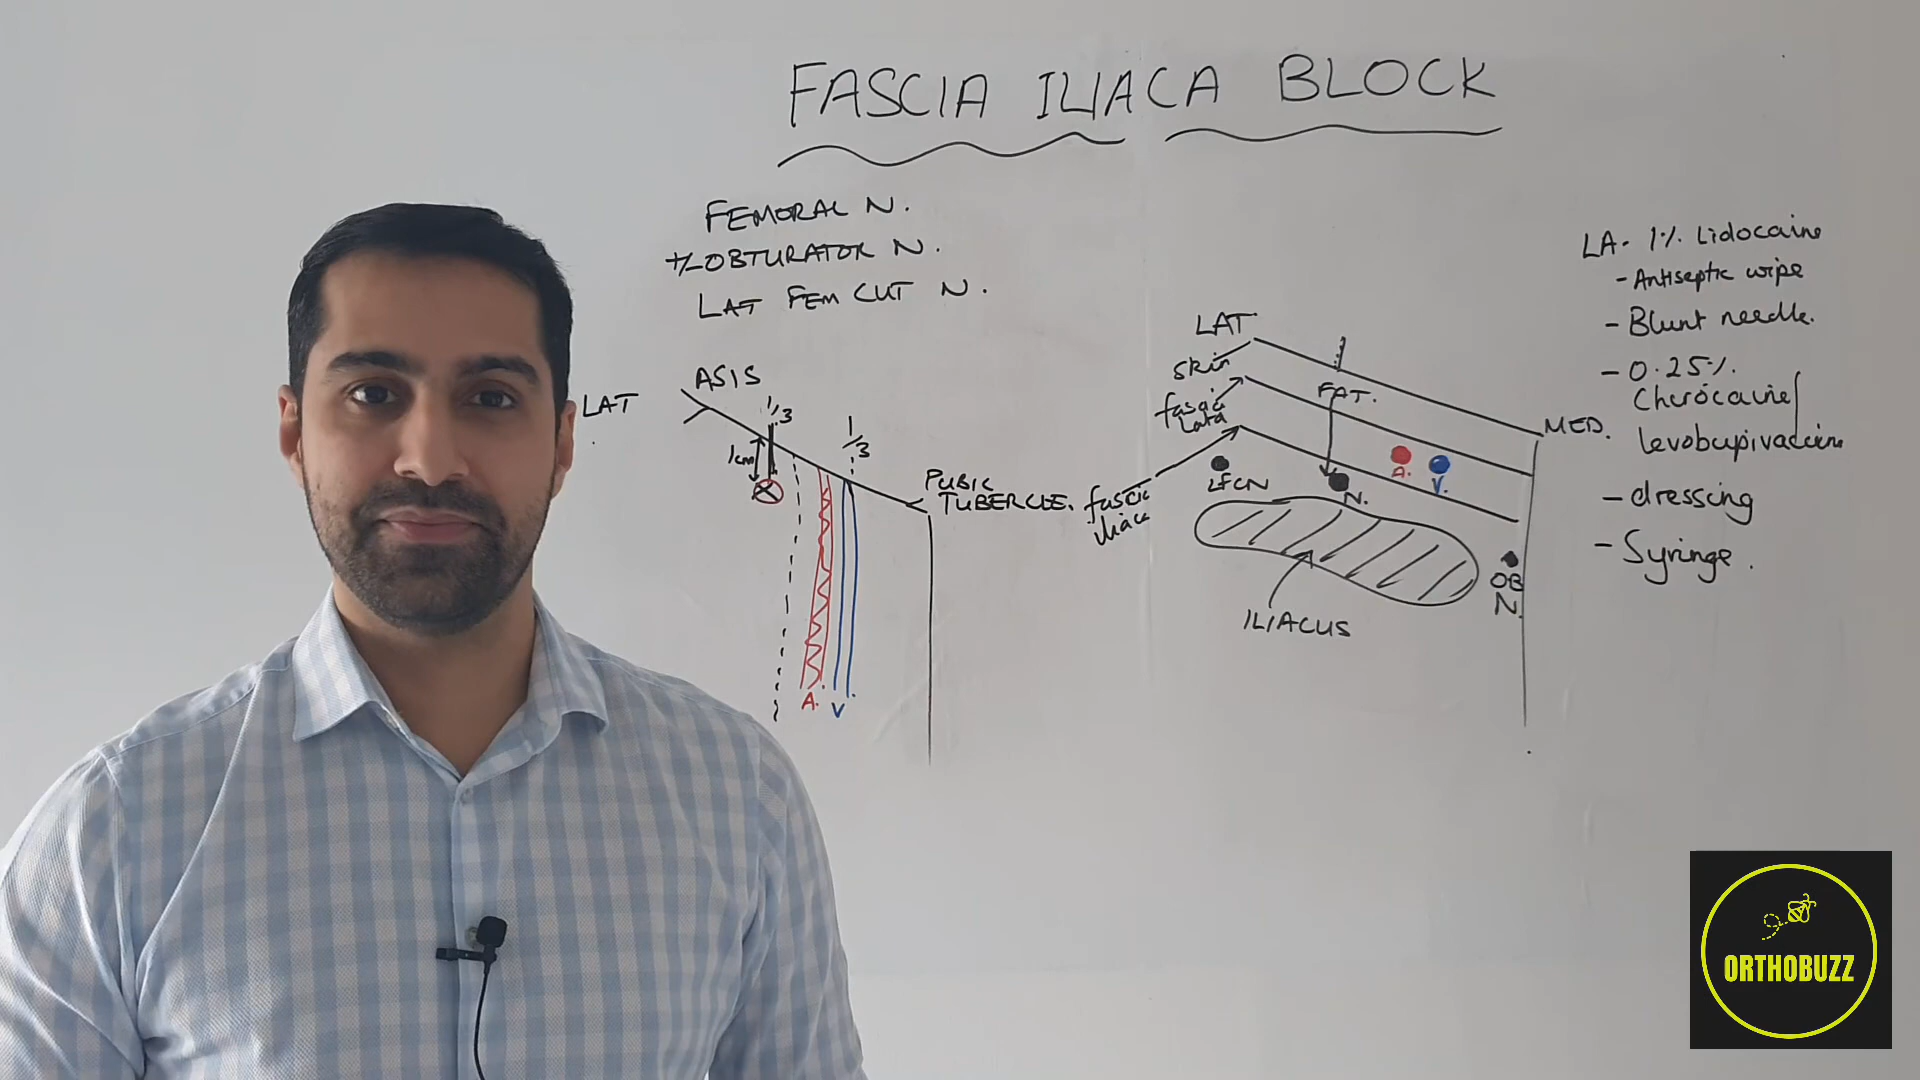 FASCIA ILIACA BLOCK
FEMORAL N.
+/- OBTURATOR N.
LAT FEM CUT N.
LAT
ASIS
1/3
1cm
1/3
PUBIC
TUBERCLE.
A.
V
LAT
skin
fascia
lata
fascia
iliaca
FAT.
LFCN
N.
A.
V.
MED.
OB
N.
ILIACUS
LA - 1% Lidocaine
- Antiseptic wipe
- Blunt needle.
- 0.25%
Chirocaine/
levobupivacaine
- dressing
- Syringe.
ORTHOBUZZ